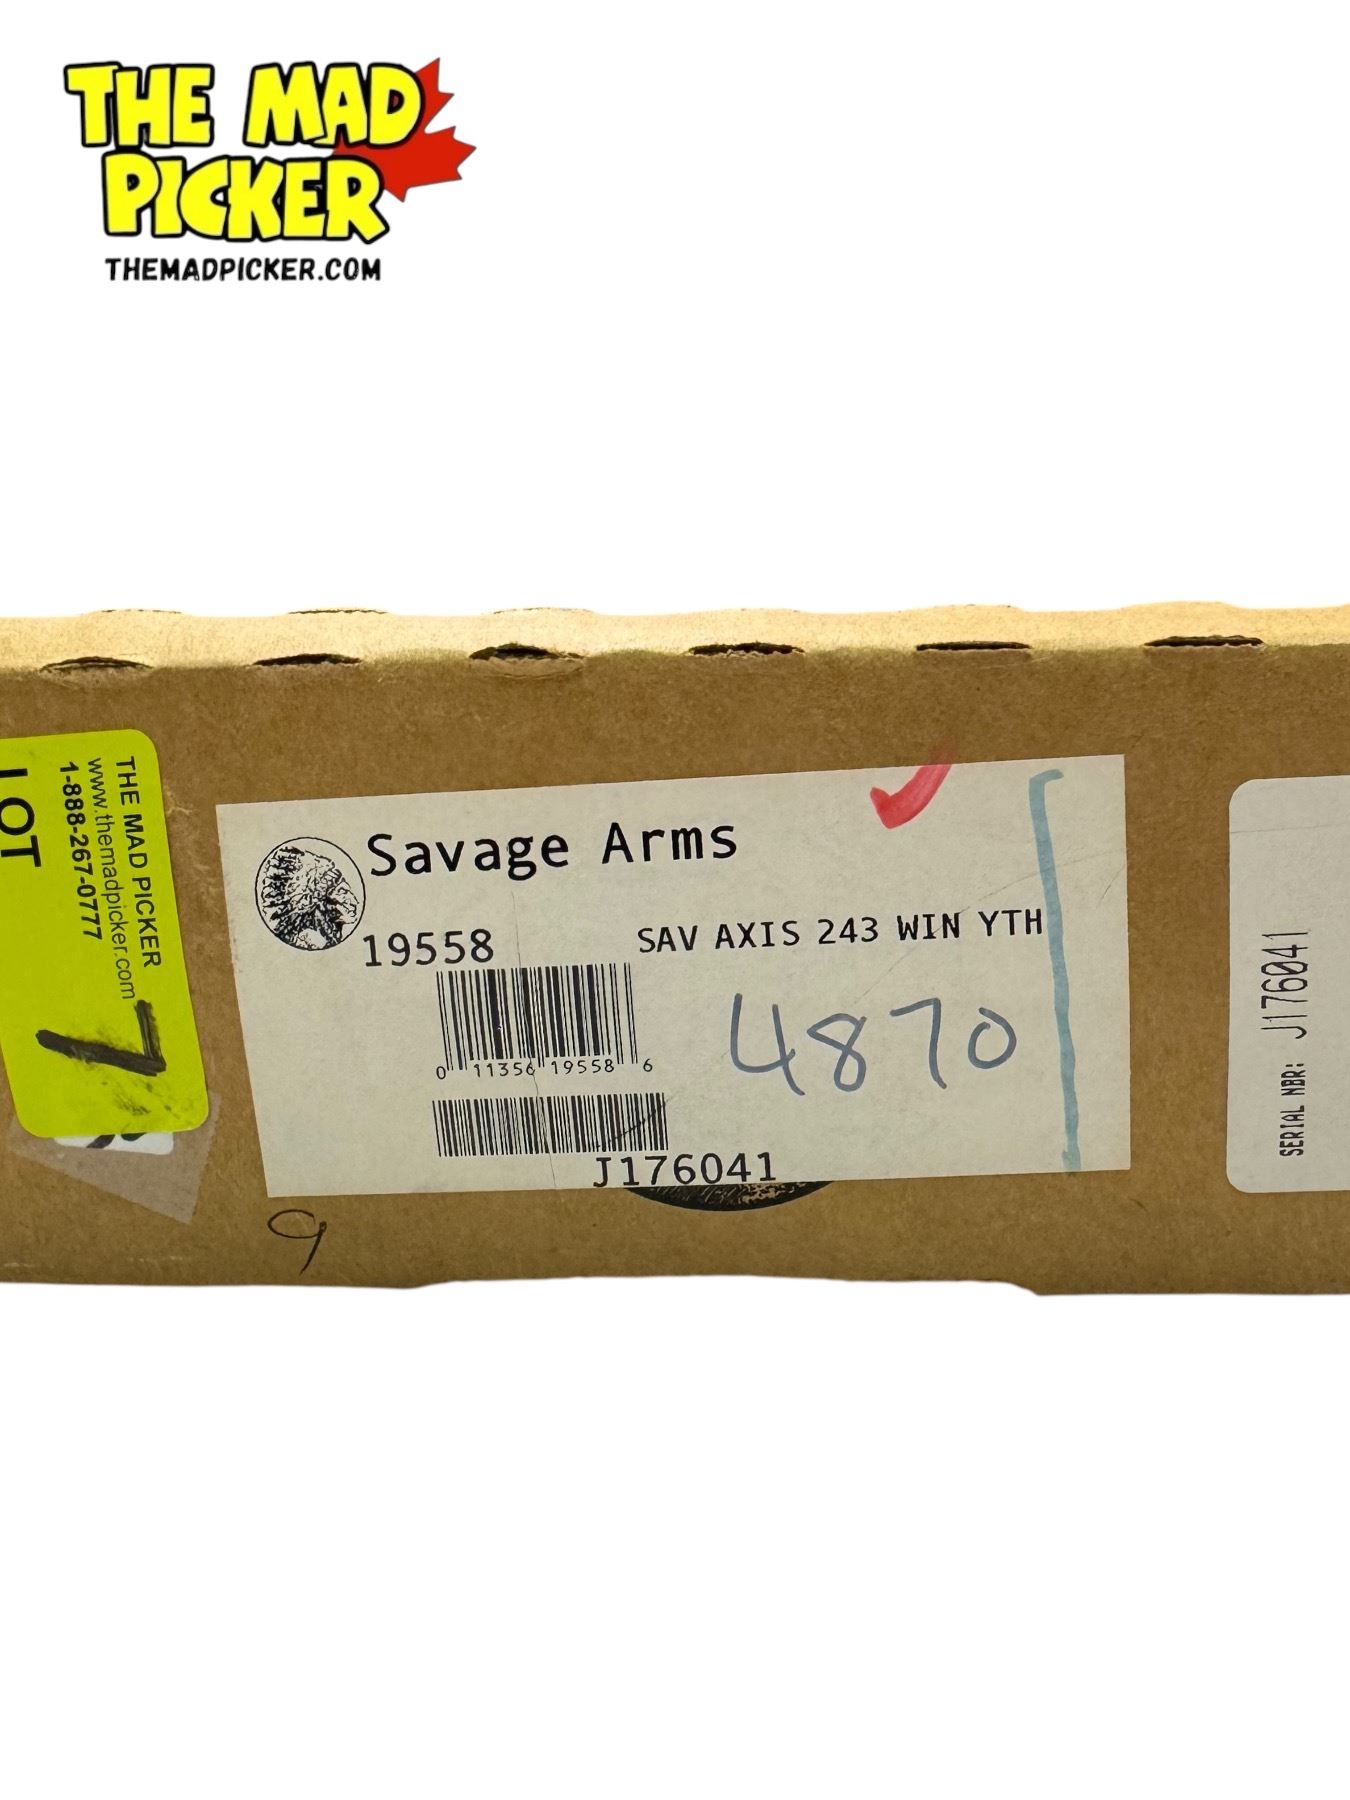 THE MAD
PICKER
THEMADPICKER.COM
THE MAD PICKER
www.themadpicker.com
1-888-267-0777
LOT
7
Savage Arms
19558
SAV AXIS 243 WIN YTH
4870
0 11356 19558 6
J176041
9
SERIAL NBR: J176041